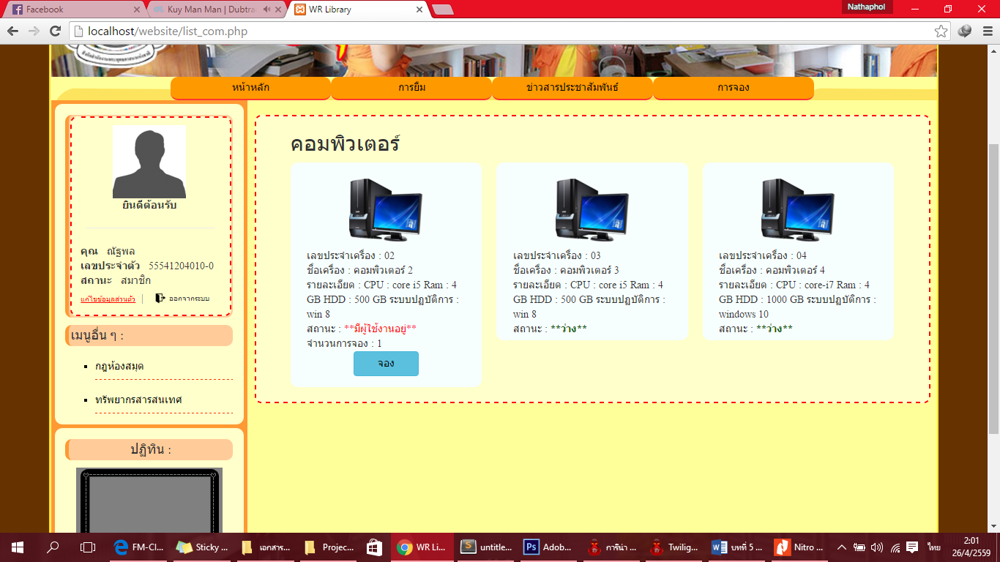 Facebook
Kuy Man Man | Dubtra
WR Library
Nathaphol
localhost/website/list_com.php
หน้าหลัก
การยืม
ข่าวสารประชาสัมพันธ์
การจอง
ยินดีต้อนรับ
คุณ ณัฐพล
เลขประจำตัว 55541204010-0
สถานะ สมาชิก
แก้ไขข้อมูลส่วนตัว | ออกจากระบบ
เมนูอื่น ๆ :
กฎห้องสมุด
ทรัพยากรสารสนเทศ
ปฏิทิน :
คอมพิวเตอร์
เลขประจำเครื่อง : 02
ชื่อเครื่อง : คอมพิวเตอร์ 2
รายละเอียด : CPU : core i5 Ram : 4
GB HDD : 500 GB ระบบปฏบัติการ :
win 8
สถานะ : **มีผู้ใช้งานอยู่**
จำนวนการจอง : 1
จอง
เลขประจำเครื่อง : 03
ชื่อเครื่อง : คอมพิวเตอร์ 3
รายละเอียด : CPU : core i5 Ram : 4
GB HDD : 500 GB ระบบปฏบัติการ :
win 8
สถานะ : **ว่าง**
เลขประจำเครื่อง : 04
ชื่อเครื่อง : คอมพิวเตอร์ 4
รายละเอียด : CPU : core-i7 Ram : 4
GB HDD : 1000 GB ระบบปฏบัติการ :
windows 10
สถานะ : **ว่าง**
FM-Cl...
Sticky ...
เอกสาร...
Projec...
WR Li...
untitle...
Adob...
การีน่า ...
Twilig...
บทที่ 5 ...
Nitro ...
ไทย
2:01
26/4/2559